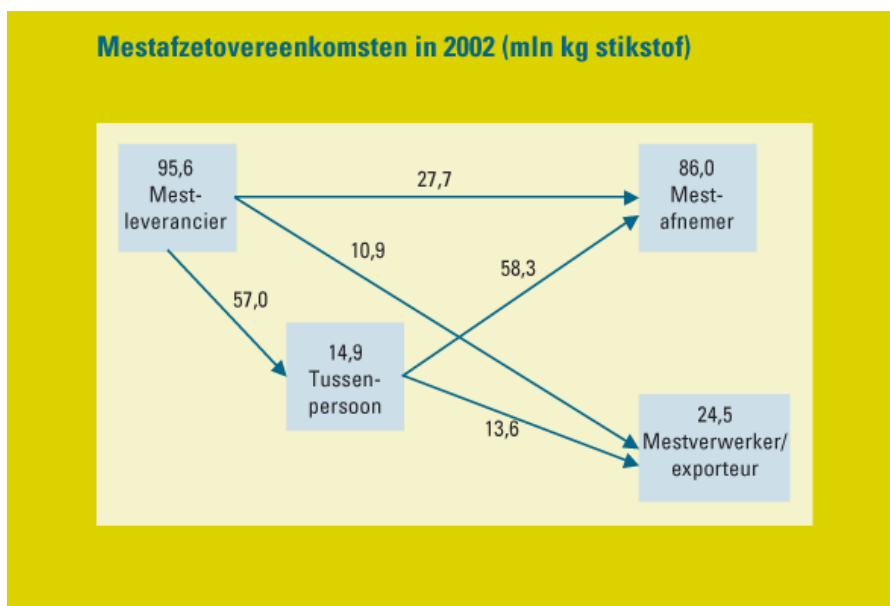 Mestafzetovereenkomsten in 2002 (mln kg stikstof)
95,6
Mest-
leverancier
27,7
86,0
Mest-
afnemer
10,9
58,3
57,0
14,9
Tussen-
persoon
13,6
24,5
Mestverwerker/
exporteur